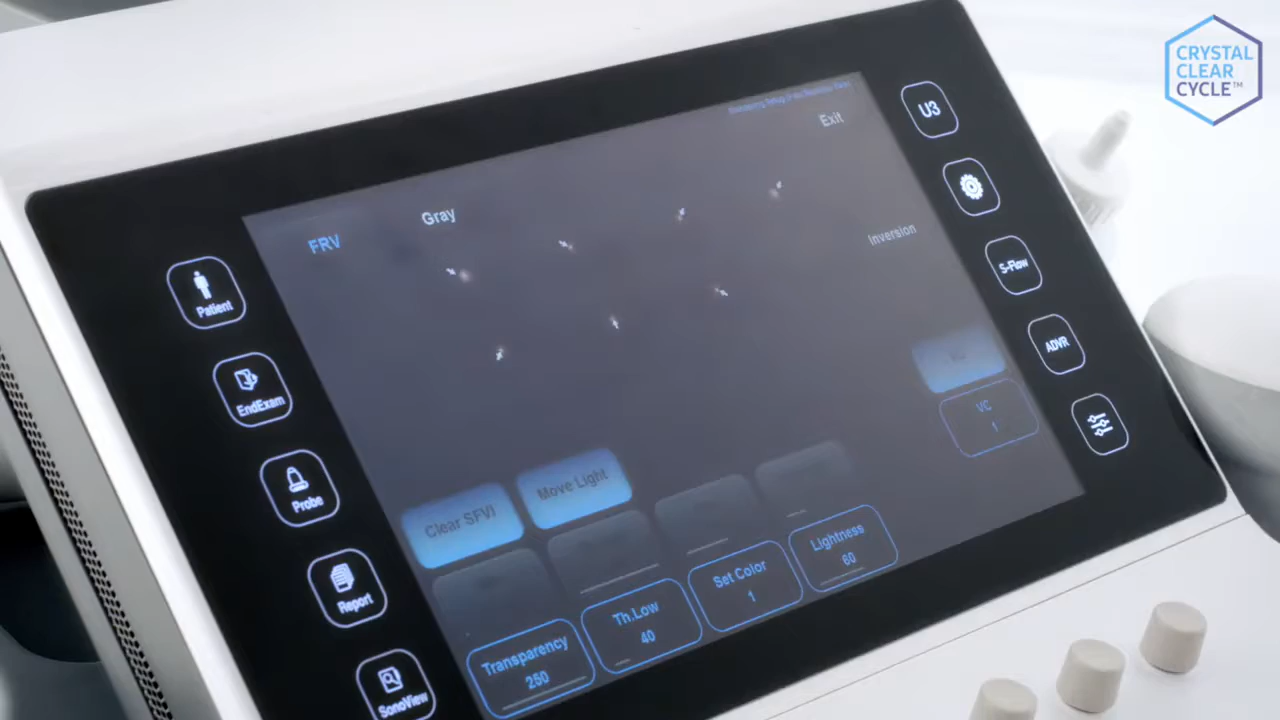 CRYSTAL
CLEAR
CYCLE™
Exit
U3
Gray
FRV
Inversion
S-Flow
Patient
ADVR
EndExam
VC
1
Move Light
Clear SFVI
Probe
Lightness
60
Set Color
1
Th.Low
40
Report
Transparency
250
SonoView